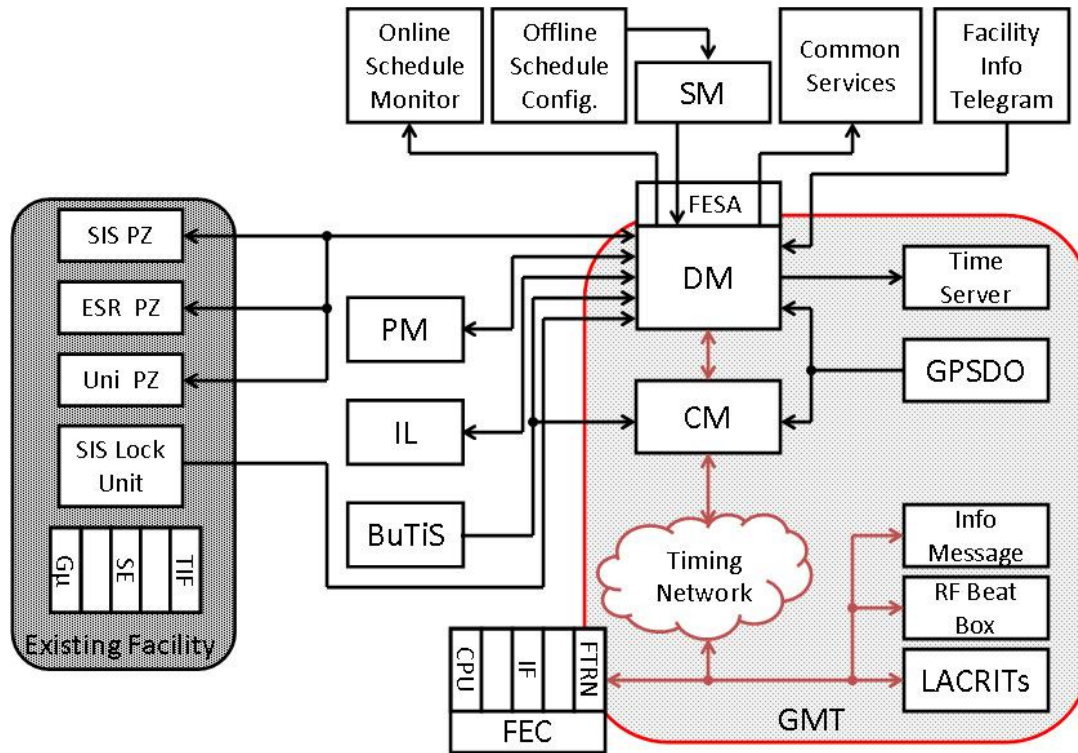 Online
Schedule
Monitor
Offline
Schedule
Config.
SM
Common
Services
Facility
Info
Telegram
FESA
DM
SIS PZ
ESR PZ
Uni PZ
SIS Lock
Unit
Gμ
SE
TIF
Existing Facility
PM
IL
BuTiS
CM
Time
Server
GPSDO
Timing
Network
Info
Message
RF Beat
Box
LACRITs
CPU
IF
FTRN
FEC
GMT